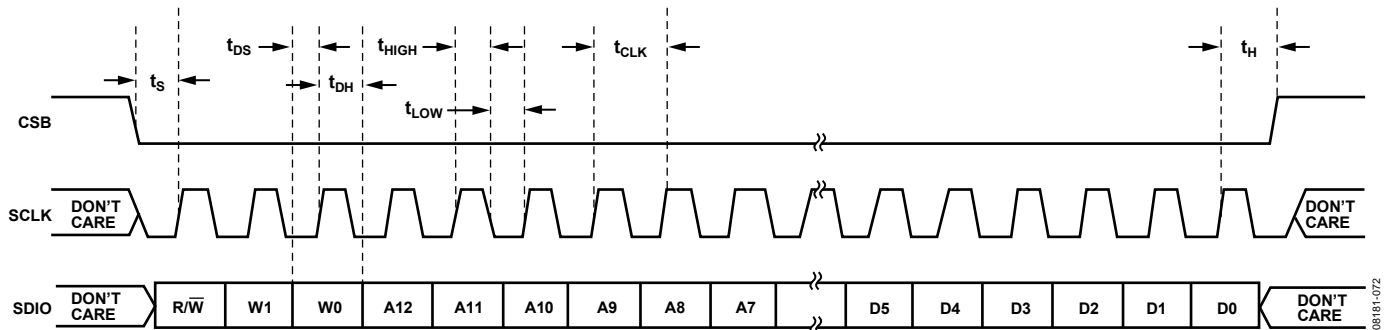 tDS
tHIGH
tCLK
tH
tS
tDH
tLOW
CSB
SCLK
DON'T
CARE
DON'T
CARE
SDIO
DON'T
CARE
R/W̅
W1
W0
A12
A11
A10
A9
A8
A7
D5
D4
D3
D2
D1
D0
DON'T
CARE
08181-072